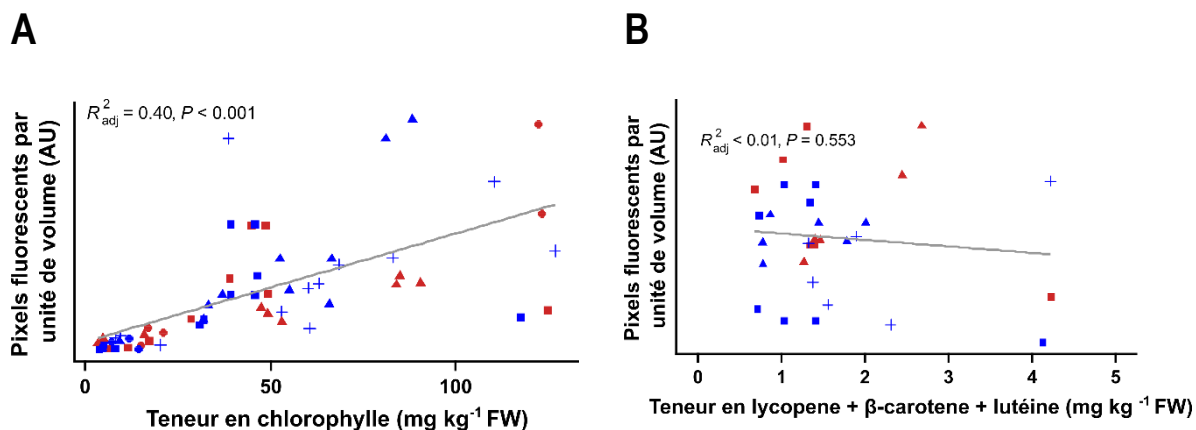 A
R²adj = 0.40, P < 0.001
Pixels fluorescents par
unité de volume (AU)
0 50 100
Teneur en chlorophylle (mg kg⁻¹ FW)
B
R²adj < 0.01, P = 0.553
Pixels fluorescents par
unité de volume (AU)
0 1 2 3 4 5
Teneur en lycopene + β-carotene + lutéine (mg kg ⁻¹ FW)